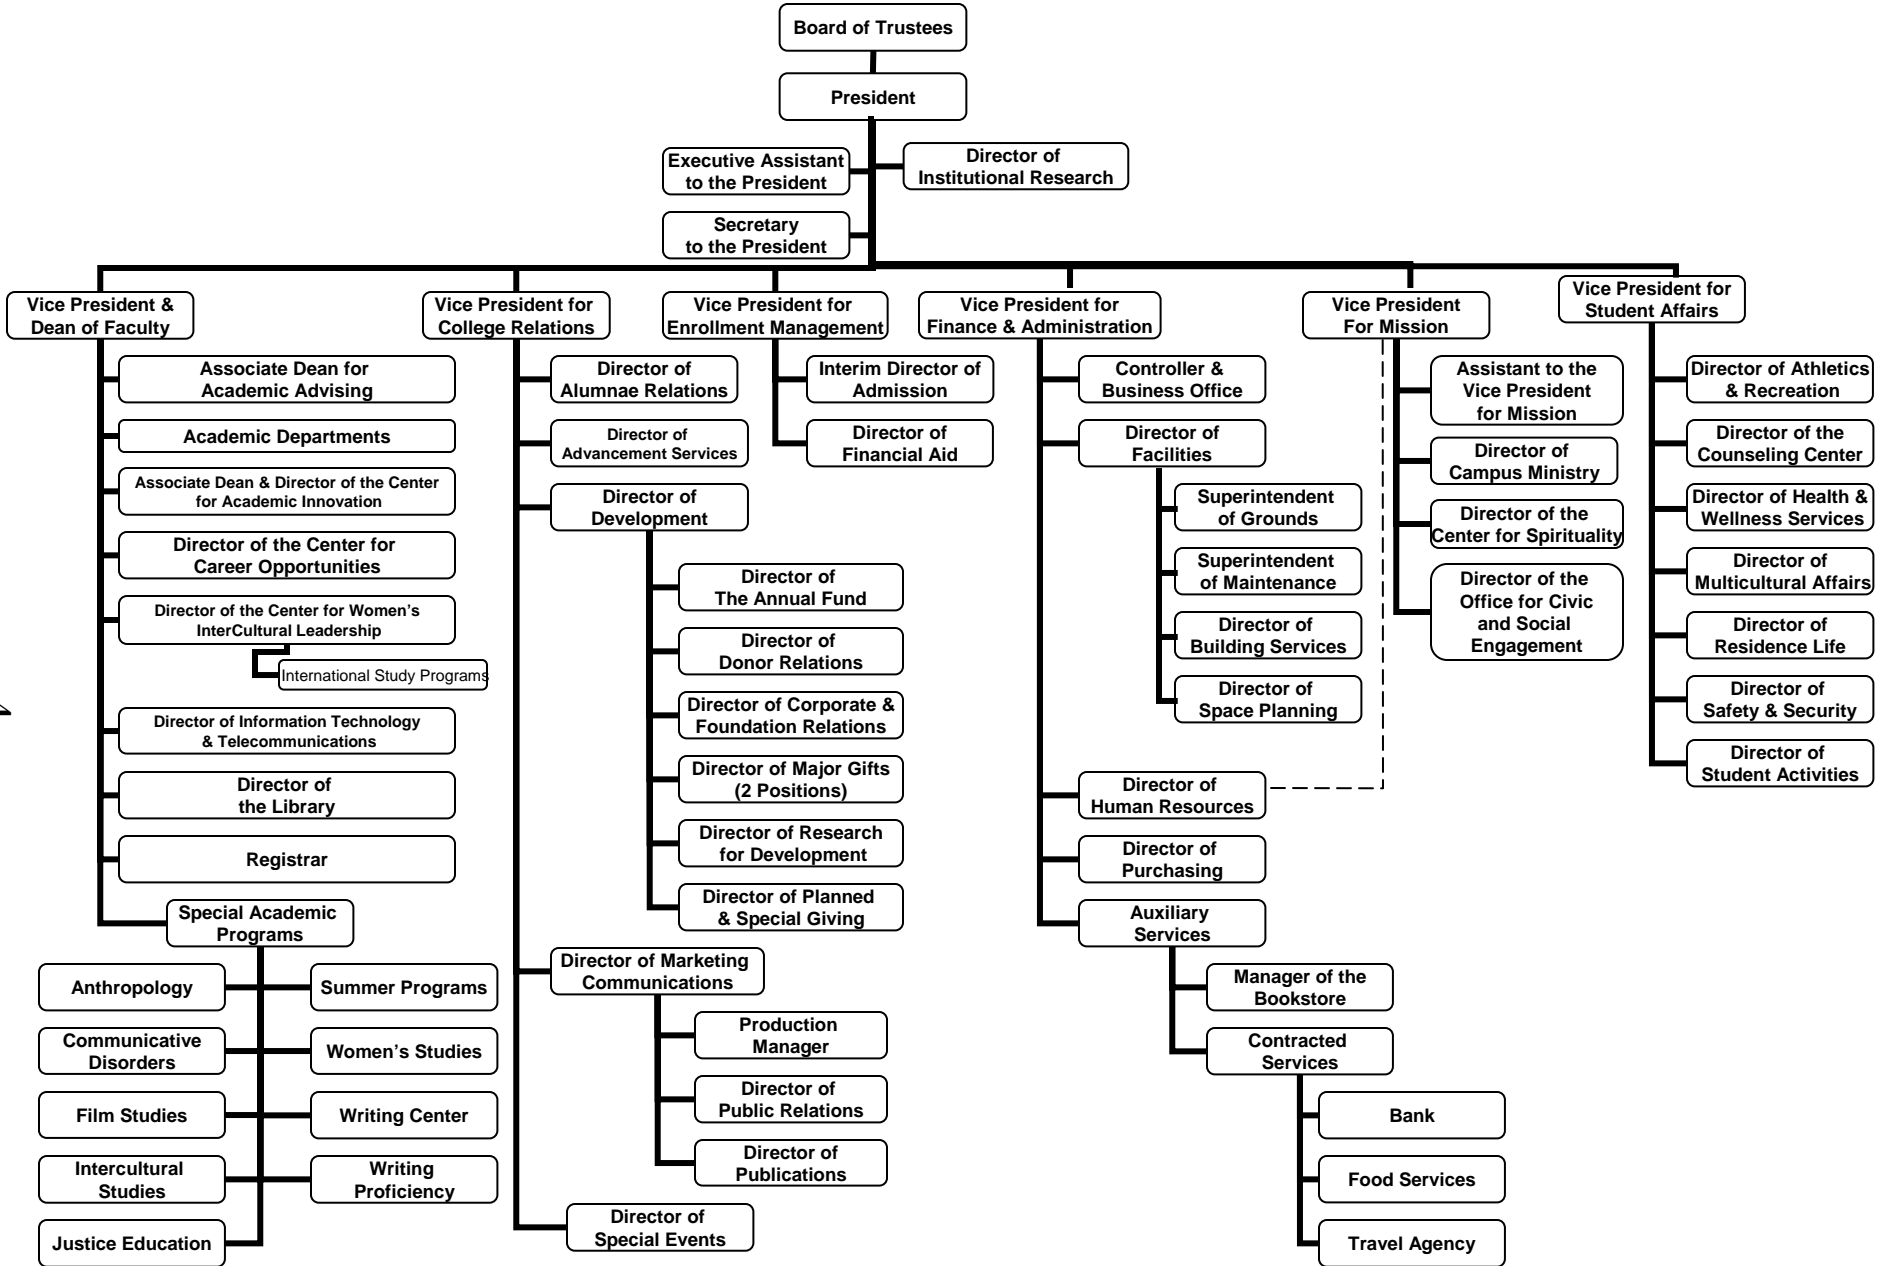 Board of Trustees
President
Executive Assistant
to the President
Director of
Institutional Research
Secretary
to the President
Vice President &
Dean of Faculty
Associate Dean for
Academic Advising
Academic Departments
Associate Dean & Director of the Center
for Academic Innovation
Director of the Center for
Career Opportunities
Director of the Center for Women’s
InterCultural Leadership
International Study Programs
Director of Information Technology
& Telecommunications
Director of
the Library
Registrar
Special Academic
Programs
Anthropology
Summer Programs
Communicative
Disorders
Women’s Studies
Film Studies
Writing Center
Intercultural
Studies
Writing
Proficiency
Justice Education
Vice President for
College Relations
Director of
Alumnae Relations
Director of
Advancement Services
Director of
Development
Director of
The Annual Fund
Director of
Donor Relations
Director of Corporate &
Foundation Relations
Director of Major Gifts
(2 Positions)
Director of Research
for Development
Director of Planned
& Special Giving
Director of Marketing
Communications
Production
Manager
Director of
Public Relations
Director of
Publications
Director of
Special Events
Vice President for
Enrollment Management
Interim Director of
Admission
Director of
Financial Aid
Vice President for
Finance & Administration
Controller &
Business Office
Director of
Facilities
Superintendent
of Grounds
Superintendent
of Maintenance
Director of
Building Services
Director of
Space Planning
Director of
Human Resources
Director of
Purchasing
Auxiliary
Services
Manager of the
Bookstore
Contracted
Services
Bank
Food Services
Travel Agency
Vice President
For Mission
Assistant to the
Vice President
for Mission
Director of
Campus Ministry
Director of the
Center for Spirituality
Director of the
Office for Civic
and Social
Engagement
Vice President for
Student Affairs
Director of Athletics
& Recreation
Director of the
Counseling Center
Director of Health &
Wellness Services
Director of
Multicultural Affairs
Director of
Residence Life
Director of
Safety & Security
Director of
Student Activities